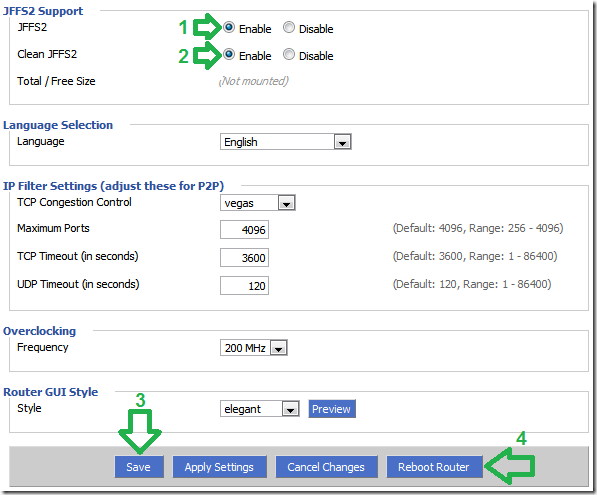 JFFS2 Support
JFFS2 1 Enable Disable
Clean JFFS2 2 Enable Disable
Total / Free Size (Not mounted)
Language Selection
Language English
IP Filter Settings (adjust these for P2P)
TCP Congestion Control vegas
Maximum Ports 4096 (Default: 4096, Range: 256 - 4096)
TCP Timeout (in seconds) 3600 (Default: 3600, Range: 1 - 86400)
UDP Timeout (in seconds) 120 (Default: 120, Range: 1 - 86400)
Overclocking
Frequency 200 MHz
Router GUI Style
Style elegant Preview
3
4
Save Apply Settings Cancel Changes Reboot Router